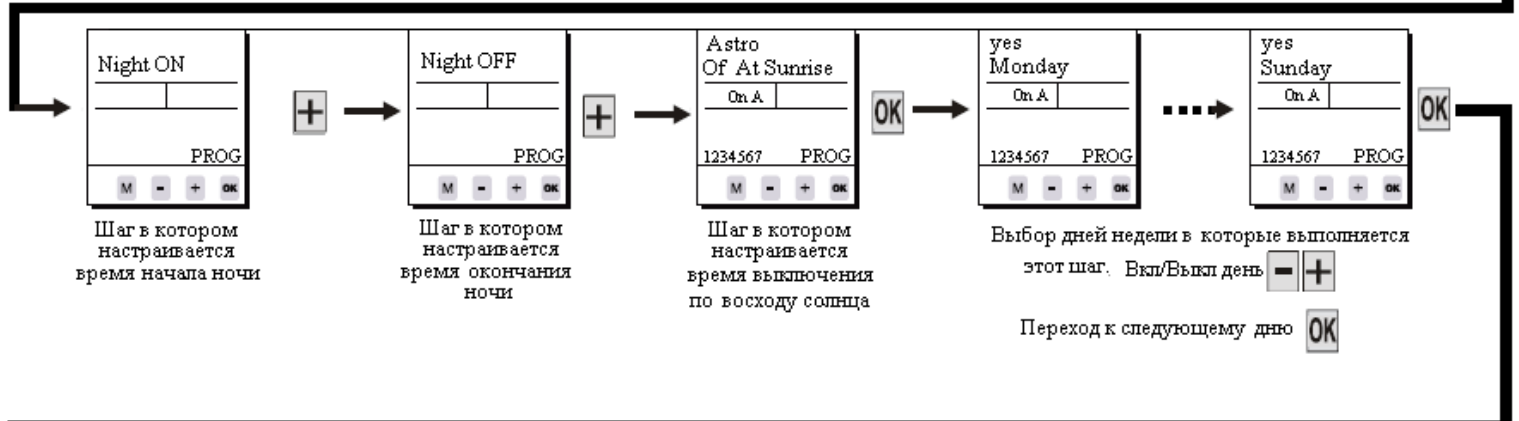 Night ON
PROG
M - + OK
Шаг в котором
настраивается
время начала ночи
+
Night OFF
PROG
M - + OK
Шаг в котором
настраивается
время окончания
ночи
+
Astro
Of At Sunrise
On A
1234567 PROG
M - + OK
Шаг в котором
настраивается
время выключения
по восходу солнца
OK
yes
Monday
On A
1234567 PROG
M - + OK
yes
Sunday
On A
1234567 PROG
M - + OK
OK
Выбор дней недели в которые выполняется
этот шаг. Вкл/Выкл день - +
Переход к следующему дню OK